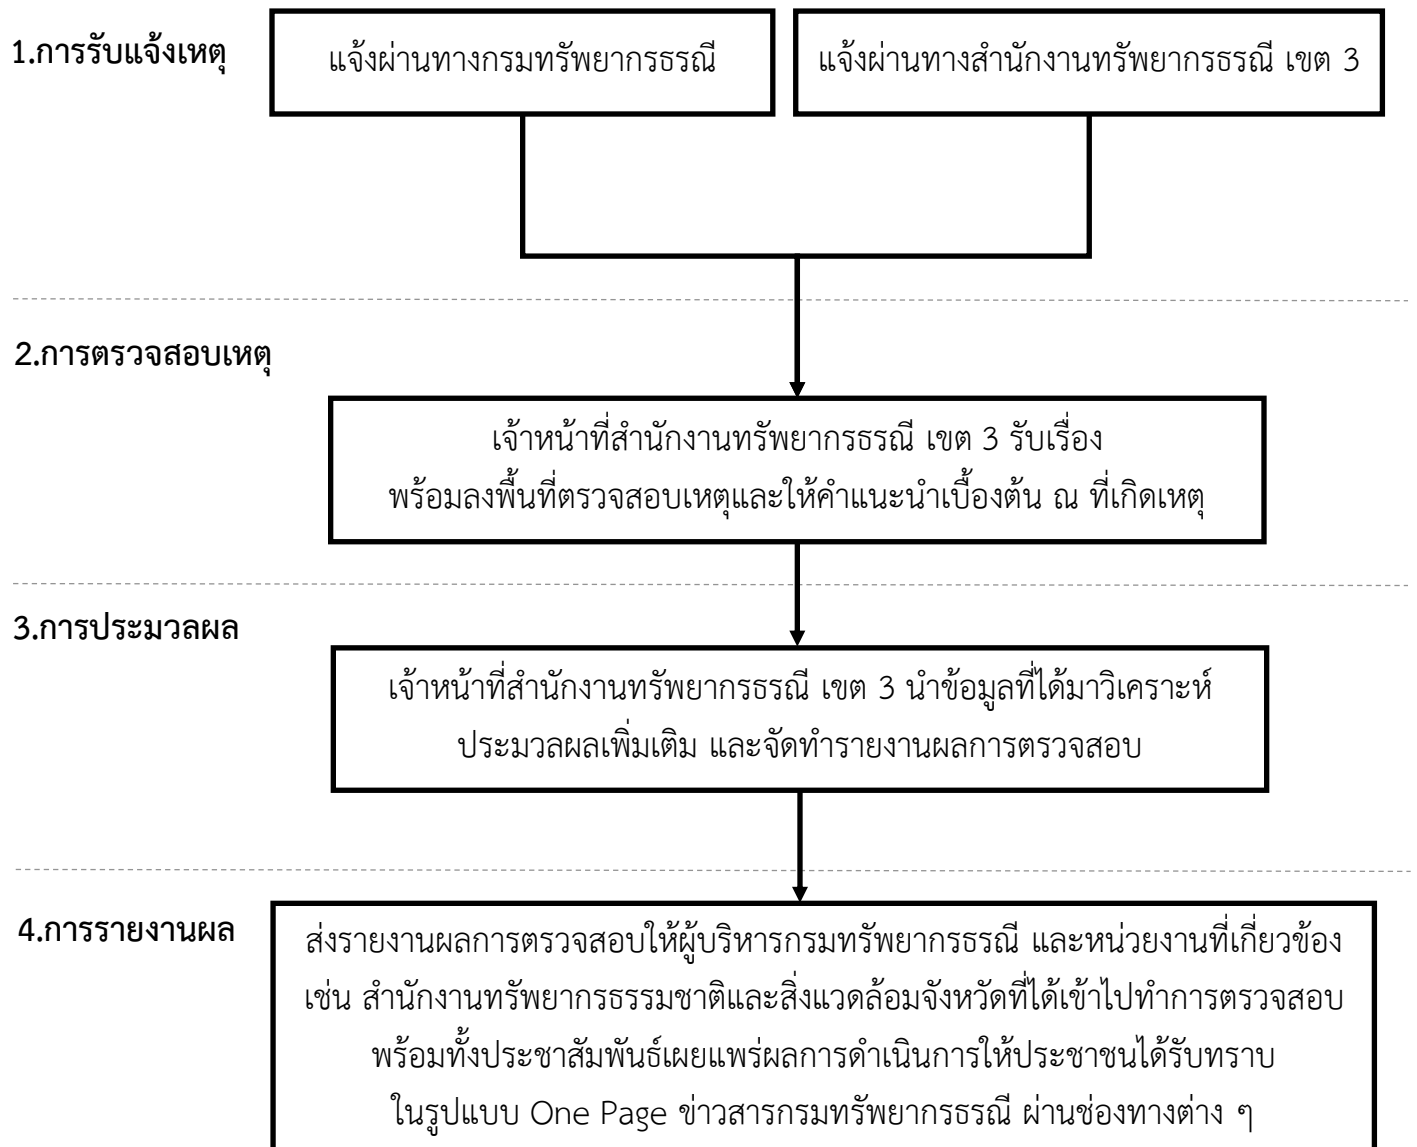 1.การรับแจ้งเหตุ
แจ้งผ่านทางกรมทรัพยากรธรณี
แจ้งผ่านทางสำนักงานทรัพยากรธรณี เขต 3
2.การตรวจสอบเหตุ
เจ้าหน้าที่สำนักงานทรัพยากรธรณี เขต 3 รับเรื่อง
พร้อมลงพื้นที่ตรวจสอบเหตุและให้คำแนะนำเบื้องต้น ณ ที่เกิดเหตุ
3.การประมวลผล
เจ้าหน้าที่สำนักงานทรัพยากรธรณี เขต 3 นำข้อมูลที่ได้มาวิเคราะห์
ประมวลผลเพิ่มเติม และจัดทำรายงานผลการตรวจสอบ
4.การรายงานผล
ส่งรายงานผลการตรวจสอบให้ผู้บริหารกรมทรัพยากรธรณี และหน่วยงานที่เกี่ยวข้อง
เช่น สำนักงานทรัพยากรธรรมชาติและสิ่งแวดล้อมจังหวัดที่ได้เข้าไปทำการตรวจสอบ
พร้อมทั้งประชาสัมพันธ์เผยแพร่ผลการดำเนินการให้ประชาชนได้รับทราบ
ในรูปแบบ One Page ข่าวสารกรมทรัพยากรธรณี ผ่านช่องทางต่าง ๆ